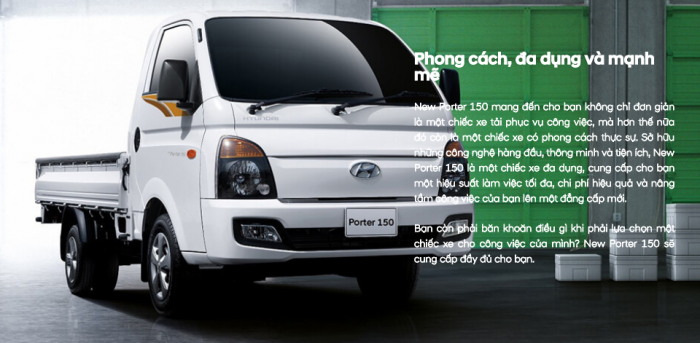 Phong cách, đa dụng và mạnh
mẽ
New Porter 150 mang đến cho bạn không chỉ đơn giản
là một chiếc xe tải phục vụ công việc, mà hơn thế nữa
đó còn là một chiếc xe có phong cách thực sự. Sở hữu
những công nghệ hàng đầu, thông minh và tiện ích, New
Porter 150 là một chiếc xe đa dụng, cung cấp cho bạn
một hiệu suất làm việc tối đa, chi phí hiệu quả và nâng
tầm công việc của bạn lên một đẳng cấp mới.
Bạn cần phải băn khoăn điều gì khi phải lựa chọn một
chiếc xe cho công việc của mình? New Porter 150 sẽ
cung cấp đầy đủ cho bạn.
HYUNDAI
Porter 150